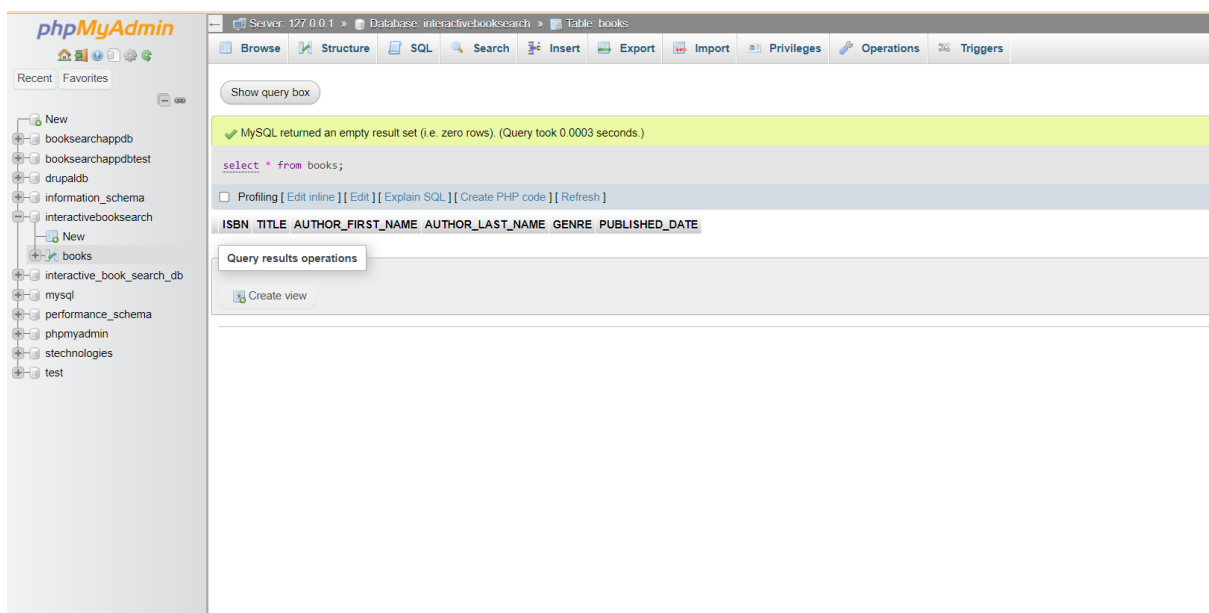 phpMyAdmin
Recent Favorites
New
booksearchappdb
booksearchappdbtest
drupaldb
information_schema
interactivebooksearch
New
books
interactive_book_search_db
mysql
performance_schema
phpmyadmin
stechnologies
test
Server: 127.0.0.1 » Database: interactivebooksearch » Table: books
Browse Structure SQL Search Insert Export Import Privileges Operations Triggers
Show query box
MySQL returned an empty result set (i.e. zero rows). (Query took 0.0003 seconds.)
select * from books;
Profiling [ Edit inline ] [ Edit ] [ Explain SQL ] [ Create PHP code ] [ Refresh ]
ISBN TITLE AUTHOR_FIRST_NAME AUTHOR_LAST_NAME GENRE PUBLISHED_DATE
Query results operations
Create view